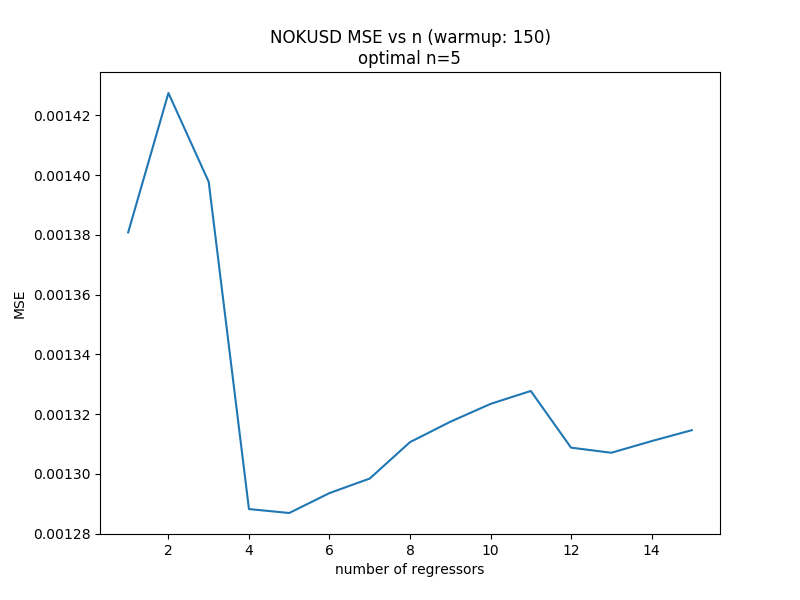 NOKUSD MSE vs n (warmup: 150)
optimal n=5
0.00142
0.00140
0.00138
0.00136
0.00134
0.00132
0.00130
0.00128
MSE
2 4 6 8 10 12 14
number of regressors